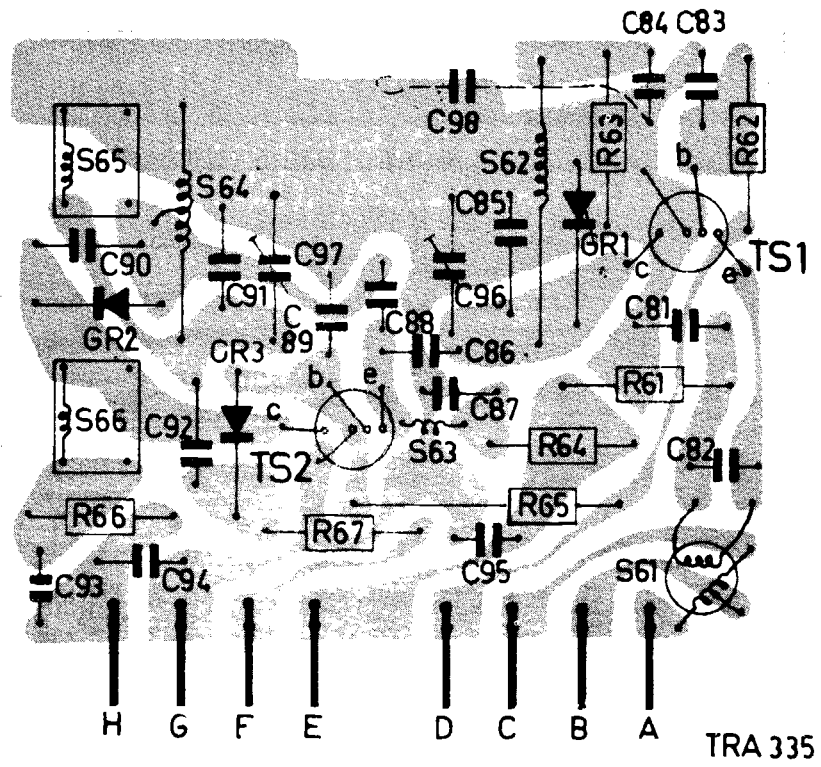 C84 C83
C98
S65
S64
S62
R63
b
R62
C90
C97
C85
GR1
c
TS1
e
C91
C96
GR2
C
89
C88
C81
GR3
C86
b
e
R61
S66
C92
c
C87
S63
TS2
R64
C82
R65
R66
R67
C93
C94
C95
S61
H G F E D C B A
TRA 335